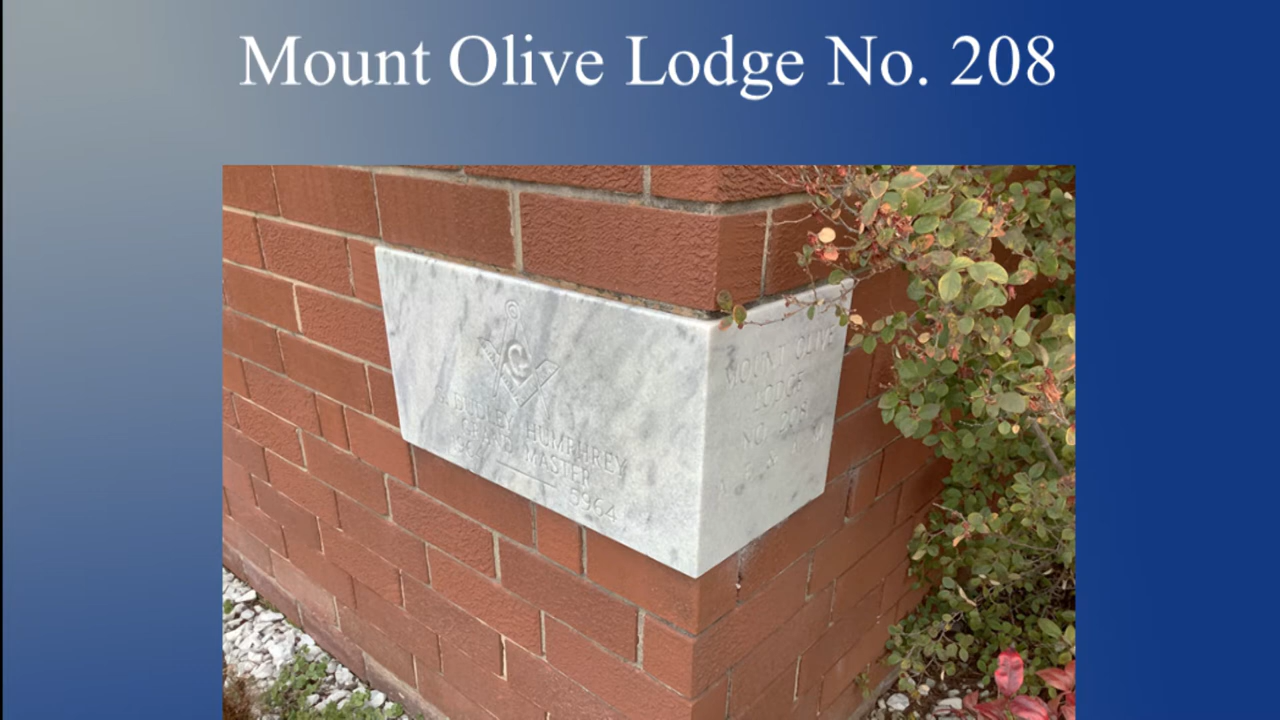 Mount Olive Lodge No. 208
G
DUDLEY HUMPHREY
GRAND MASTER
5964
MOUNT OLIVE
LODGE
NO. 208